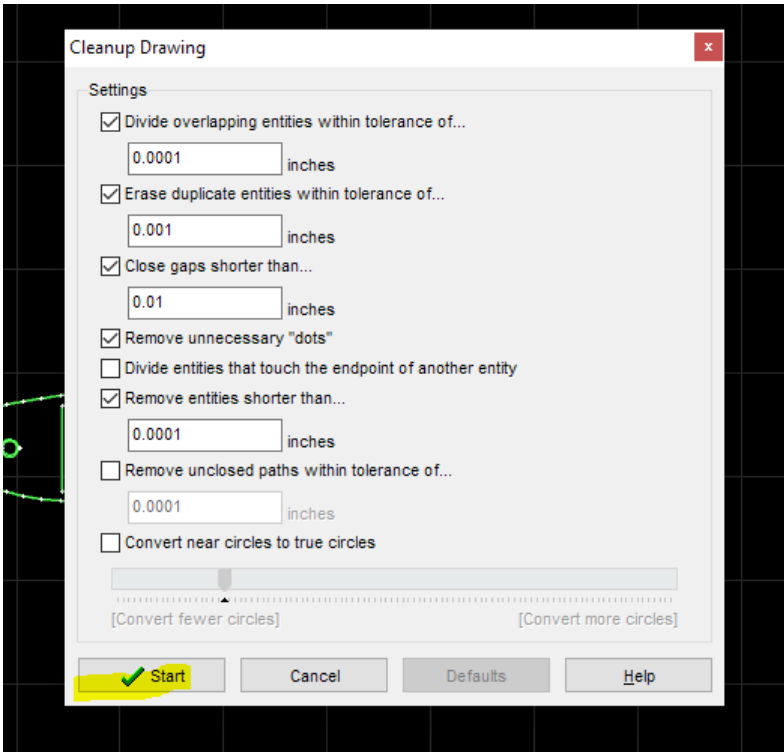 Cleanup Drawing
x
Settings
Divide overlapping entities within tolerance of...
0.0001
inches
Erase duplicate entities within tolerance of...
0.001
inches
Close gaps shorter than...
0.01
inches
Remove unnecessary "dots"
Divide entities that touch the endpoint of another entity
Remove entities shorter than...
0.0001
inches
Remove unclosed paths within tolerance of...
0.0001
inches
Convert near circles to true circles
[Convert fewer circles] [Convert more circles]
Start Cancel Defaults Help